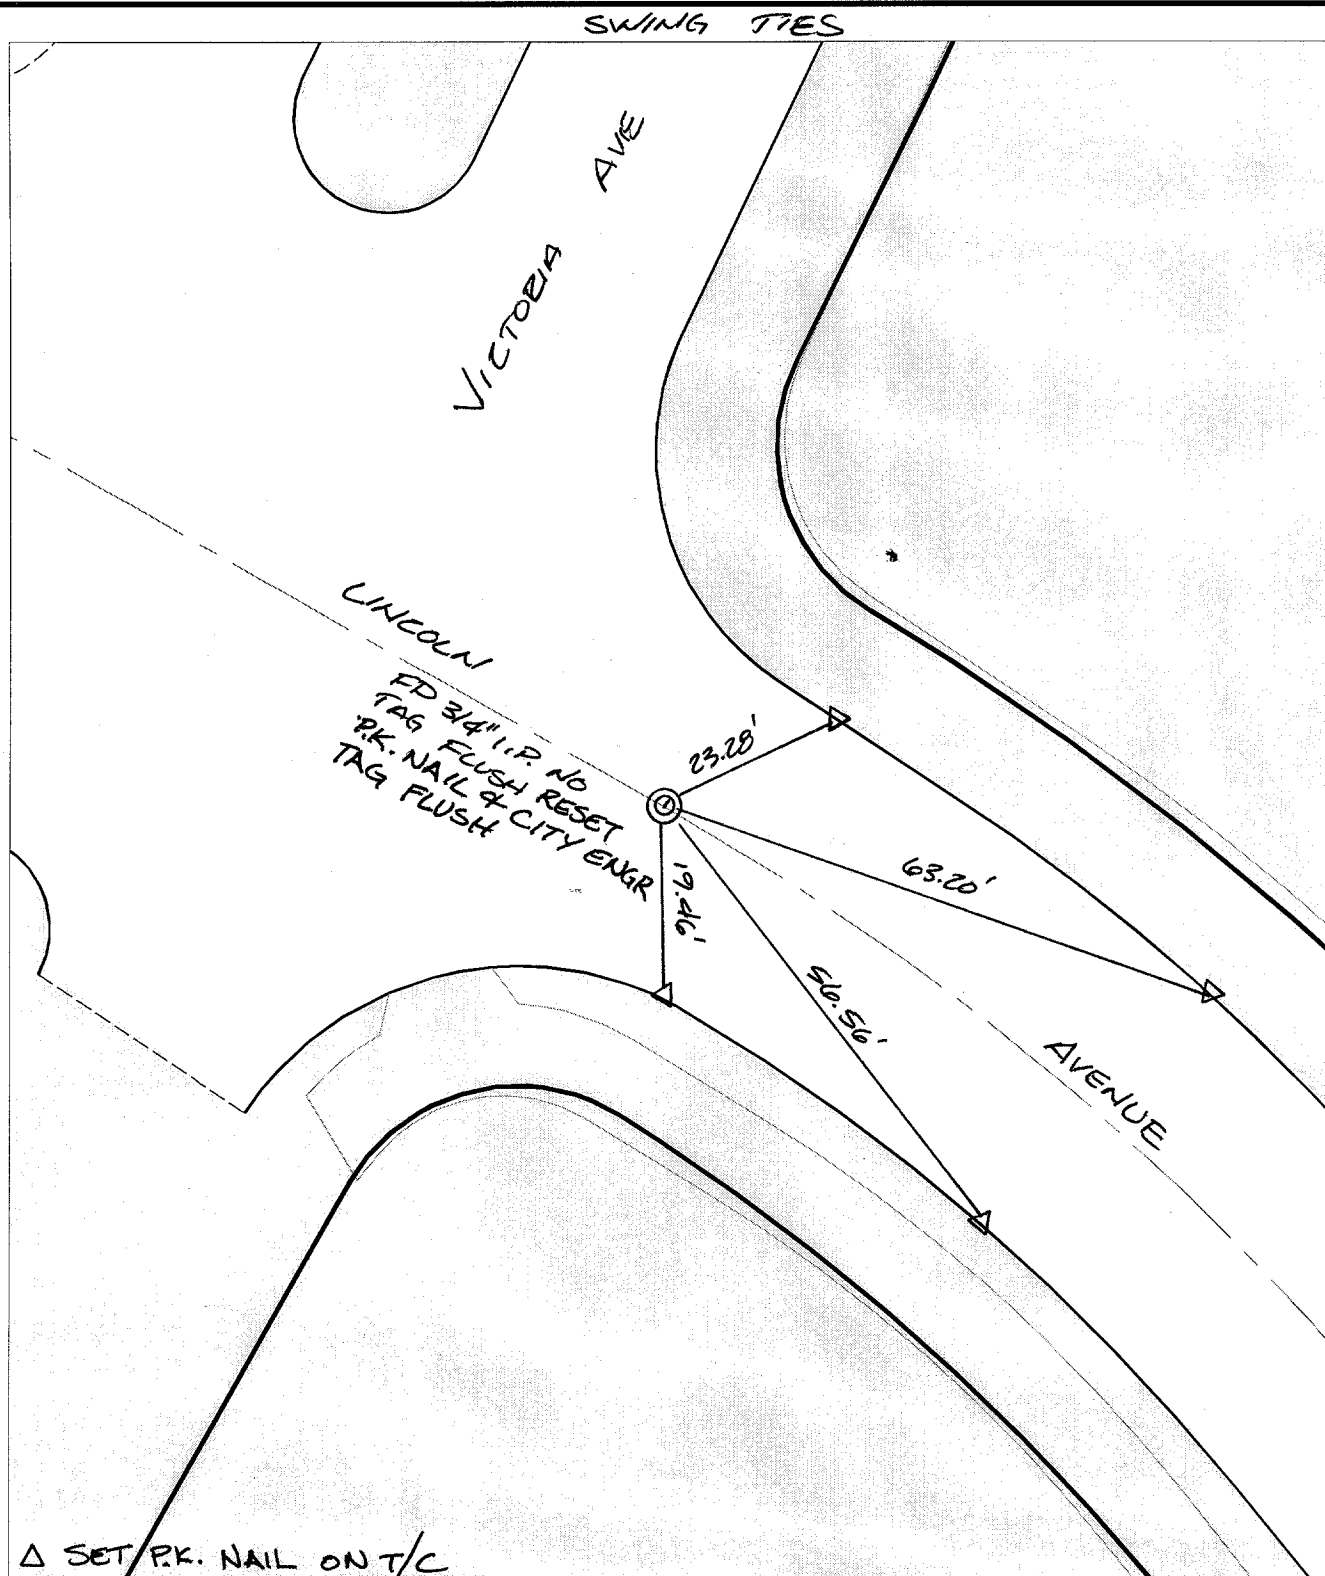 SWING TIES
VICTORIA AVE
LINCOLN
FD 3/4" I.P. NO
TAG FLUSH RESET
P.K. NAIL & CITY ENGR
TAG FLUSH
23.28'
63.20'
19.46'
56.56'
AVENUE
1
△ SET P.K. NAIL ON T/C